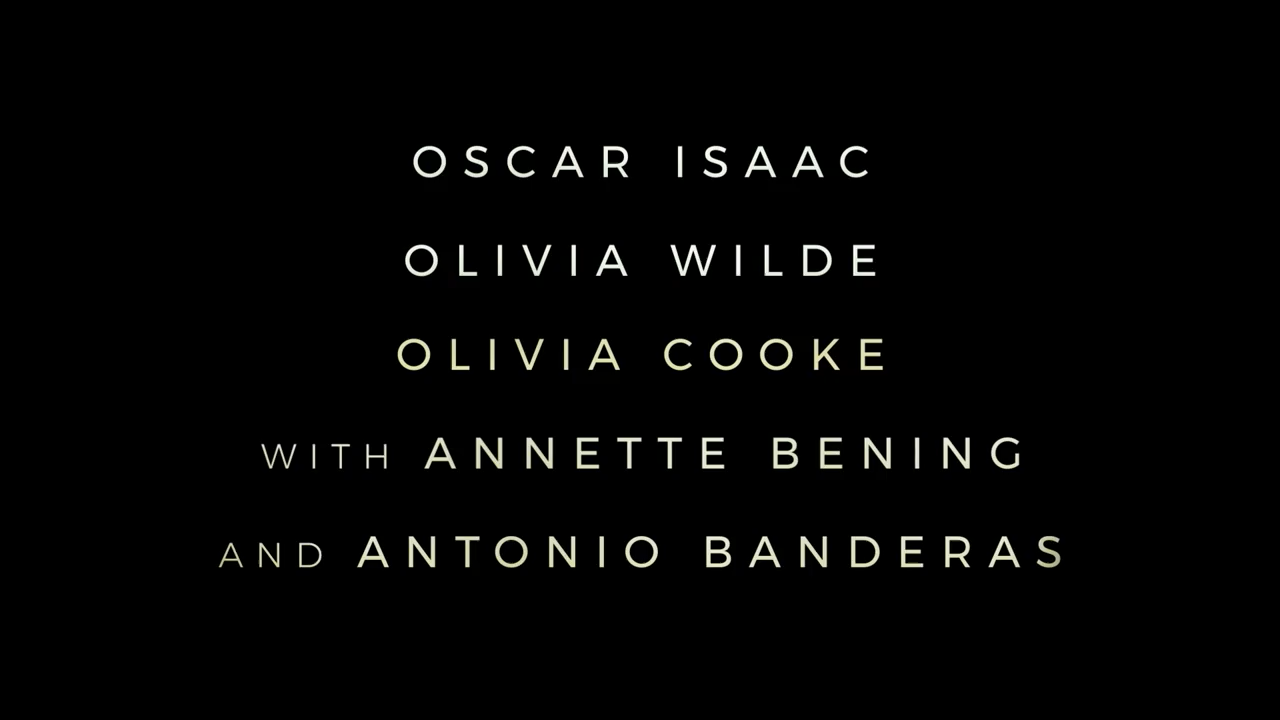 OSCAR ISAAC
OLIVIA WILDE
OLIVIA COOKE
WITH ANNETTE BENING
AND ANTONIO BANDERAS